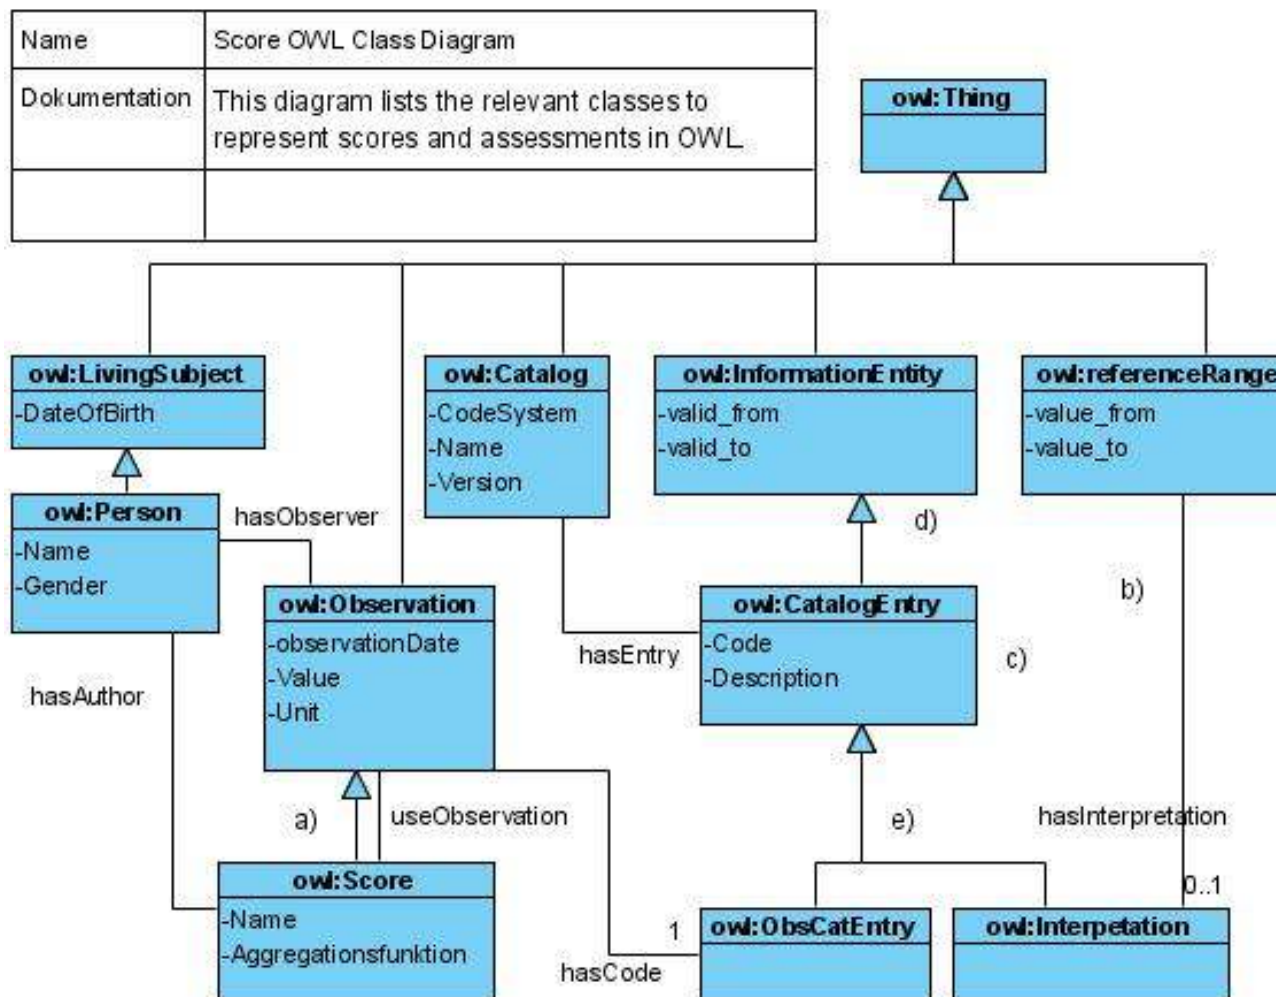 Name
Score OWL Class Diagram
Dokumentation
This diagram lists the relevant classes to
represent scores and assessments in OWL.
owl:Thing
owl:LivingSubject
-DateOfBirth
owl:Catalog
-CodeSystem
-Name
-Version
owl:InformationEntity
-valid_from
-valid_to
owl:referenceRange
-value_from
-value_to
owl:Person
-Name
-Gender
hasObserver
d)
owl:Observation
-observationDate
-Value
-Unit
hasEntry
owl:CatalogEntry
-Code
-Description
b)
c)
hasAuthor
a)
useObservation
e)
hasInterpretation
0..1
owl:Score
-Name
-Aggregationsfunktion
hasCode
1
owl:ObsCatEntry
owl:Interpetation